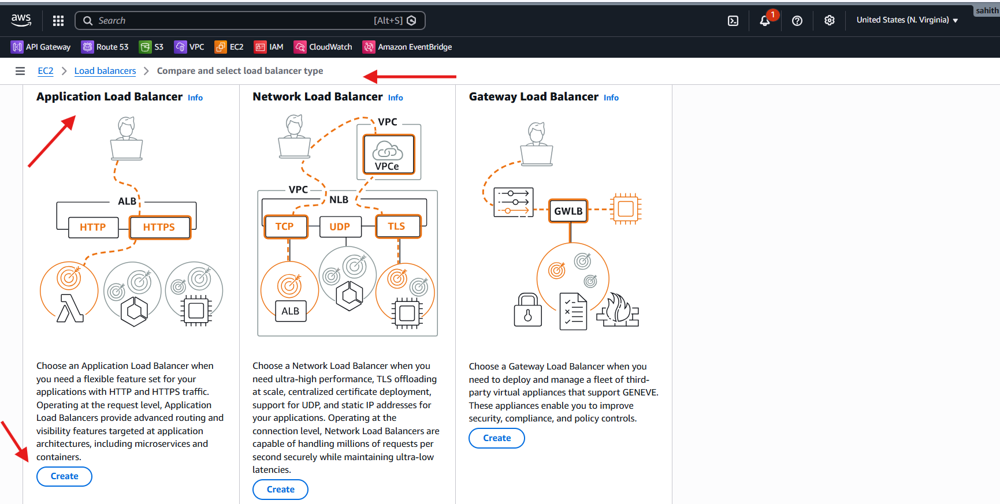 sahith
aws
Search [Alt+S]
1
United States (N. Virginia)
API Gateway Route 53 S3 VPC EC2 IAM CloudWatch Amazon EventBridge
EC2 Load balancers Compare and select load balancer type
Application Load Balancer Info
ALB
HTTP HTTPS
Choose an Application Load Balancer when
you need a flexible feature set for your
applications with HTTP and HTTPS traffic.
Operating at the request level, Application
Load Balancers provide advanced routing and
visibility features targeted at application
architectures, including microservices and
containers.
Create
Network Load Balancer Info
VPC
VPCe
VPC
NLB
TCP UDP TLS
ALB
Choose a Network Load Balancer when you
need ultra-high performance, TLS offloading
at scale, centralized certificate deployment,
support for UDP, and static IP addresses for
your applications. Operating at the
connection level, Network Load Balancers are
capable of handling millions of requests per
second securely while maintaining ultra-low
latencies.
Create
Gateway Load Balancer Info
GWLB
Choose a Gateway Load Balancer when you
need to deploy and manage a fleet of third-
party virtual appliances that support GENEVE.
These appliances enable you to improve
security, compliance, and policy controls.
Create